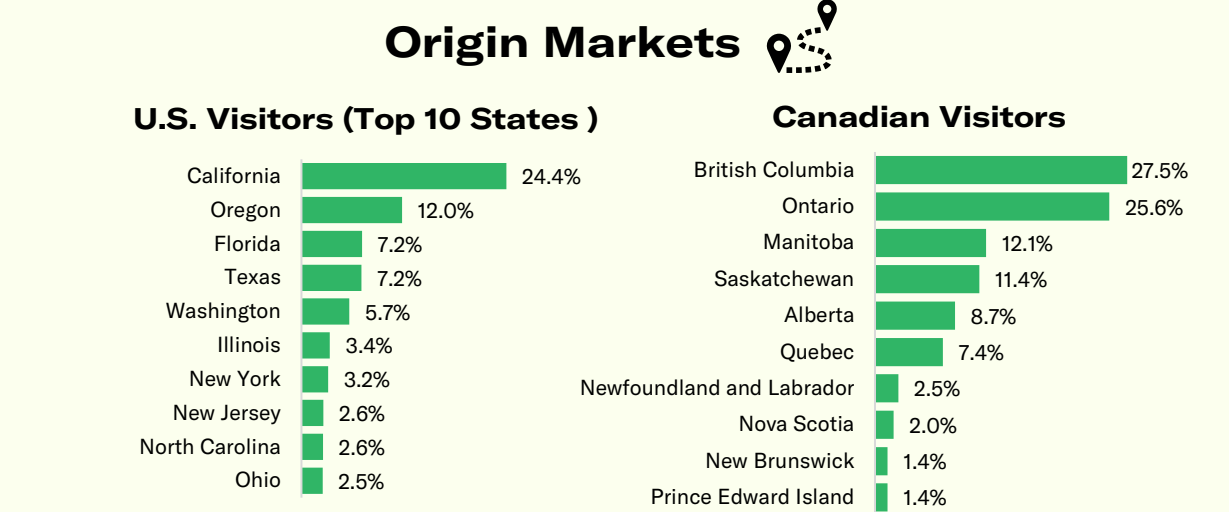 Origin Markets
U.S. Visitors (Top 10 States )
California 24.4%
Oregon 12.0%
Florida 7.2%
Texas 7.2%
Washington 5.7%
Illinois 3.4%
New York 3.2%
New Jersey 2.6%
North Carolina 2.6%
Ohio 2.5%
Canadian Visitors
British Columbia 27.5%
Ontario 25.6%
Manitoba 12.1%
Saskatchewan 11.4%
Alberta 8.7%
Quebec 7.4%
Newfoundland and Labrador 2.5%
Nova Scotia 2.0%
New Brunswick 1.4%
Prince Edward Island 1.4%